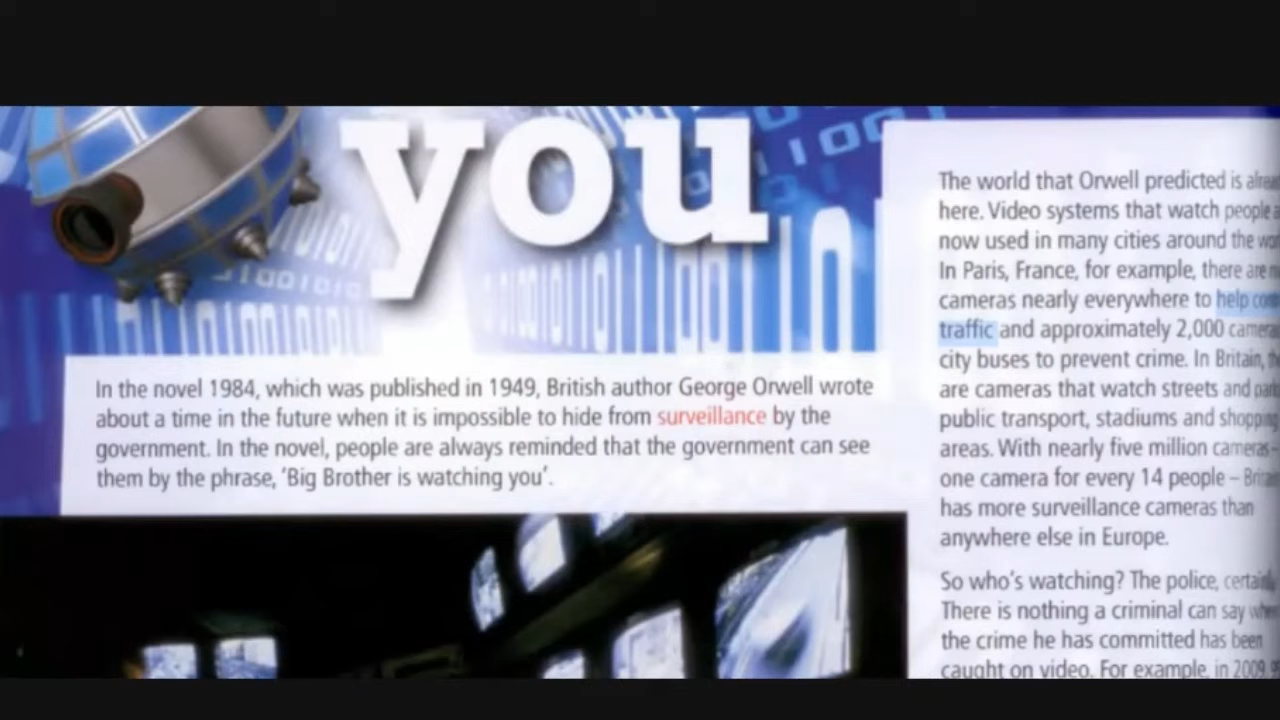 you
In the novel 1984, which was published in 1949, British author George Orwell wrote
about a time in the future when it is impossible to hide from surveillance by the
government. In the novel, people are always reminded that the government can see
them by the phrase, ‘Big Brother is watching you’.
The world that Orwell predicted is
here. Video systems that watch people
now used in many cities around the
In Paris, France, for example, there are
cameras nearly everywhere to help
traffic and approximately 2,000
city buses to prevent crime. In Britain,
are cameras that watch streets and
public transport, stadiums and shopping
areas. With nearly five million cameras –
one camera for every 14 people –
has more surveillance cameras than
anywhere else in Europe.
So who's watching? The police,
There is nothing a criminal can say
the crime he has committed has been
caught on video. For example, in 2009,